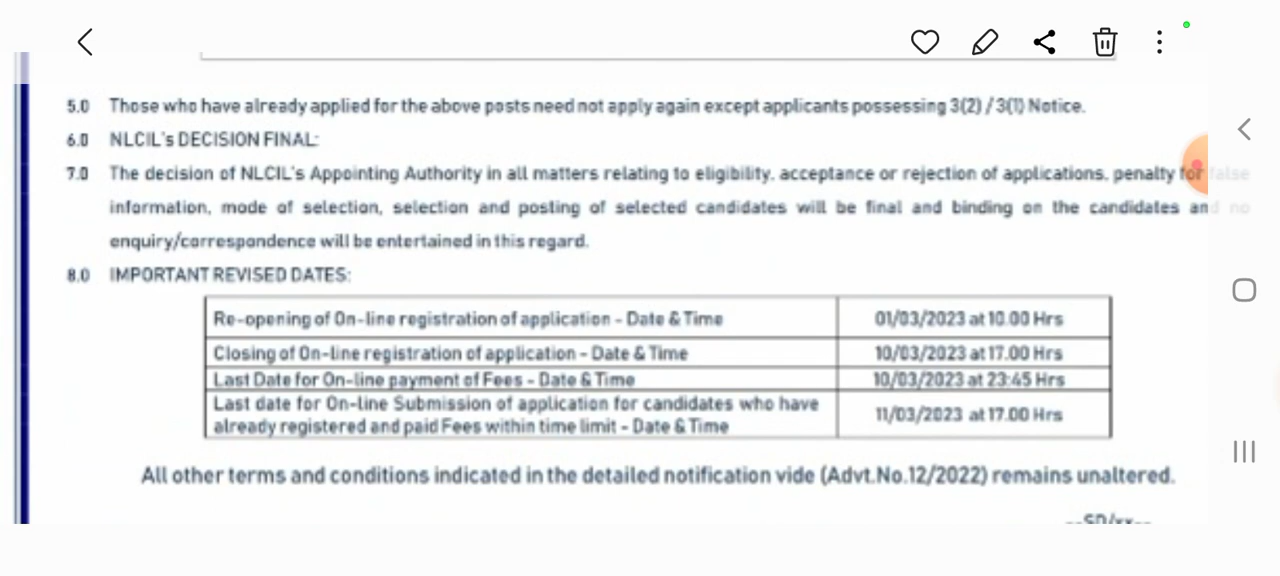 5.0 Those who have already applied for the above posts need not apply again except applicants possessing 3(2) / 3(1) Notice.
6.0 NLCIL's DECISION FINAL:
7.0 The decision of NLCIL's Appointing Authority in all matters relating to eligibility, acceptance or rejection of applications, penalty for false
information, mode of selection, selection and posting of selected candidates will be final and binding on the candidates and no
enquiry/correspondence will be entertained in this regard.
8.0 IMPORTANT REVISED DATES:
Re-opening of On-line registration of application - Date & Time 01/03/2023 at 10.00 Hrs
Closing of On-line registration of application - Date & Time 10/03/2023 at 17.00 Hrs
Last Date for On-line payment of Fees - Date & Time 10/03/2023 at 23:45 Hrs
Last date for On-line Submission of application for candidates who have
already registered and paid Fees within time limit - Date & Time 11/03/2023 at 17.00 Hrs
All other terms and conditions indicated in the detailed notification vide (Advt.No.12/2022) remains unaltered.